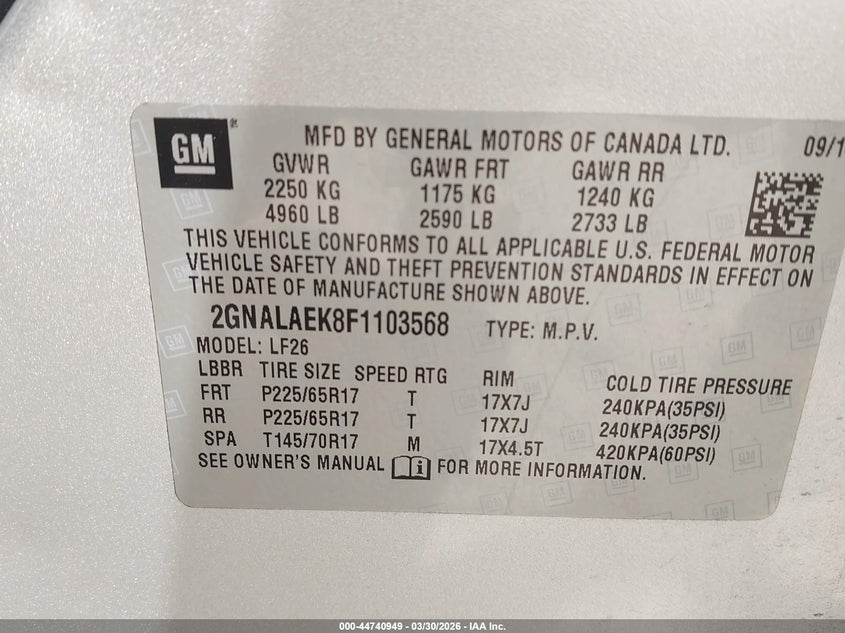 GM
MFD BY GENERAL MOTORS OF CANADA LTD. 09/1
GVWR GAWR FRT GAWR RR
2250 KG 1175 KG 1240 KG
4960 LB 2590 LB 2733 LB
THIS VEHICLE CONFORMS TO ALL APPLICABLE U.S. FEDERAL MOTOR
VEHICLE SAFETY AND THEFT PREVENTION STANDARDS IN EFFECT ON
THE DATE OF MANUFACTURE SHOWN ABOVE.
2GNALAEK8F1103568 TYPE: M.P.V.
MODEL: LF26
LBBR TIRE SIZE SPEED RTG RIM COLD TIRE PRESSURE
FRT P225/65R17 T 17X7J 240KPA(35PSI)
RR P225/65R17 T 17X7J 240KPA(35PSI)
SPA T145/70R17 M 17X4.5T 420KPA(60PSI)
SEE OWNER'S MANUAL FOR MORE INFORMATION.
000-44740949 — 03/30/2026 — IAA Inc.